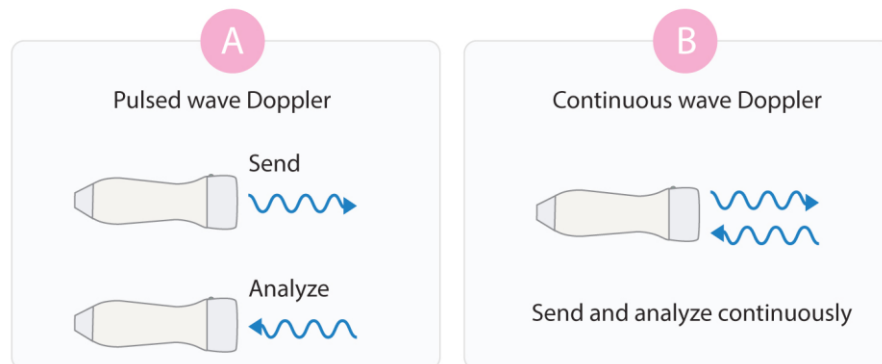 A
Pulsed wave Doppler
Send
Analyze
B
Continuous wave Doppler
Send and analyze continuously